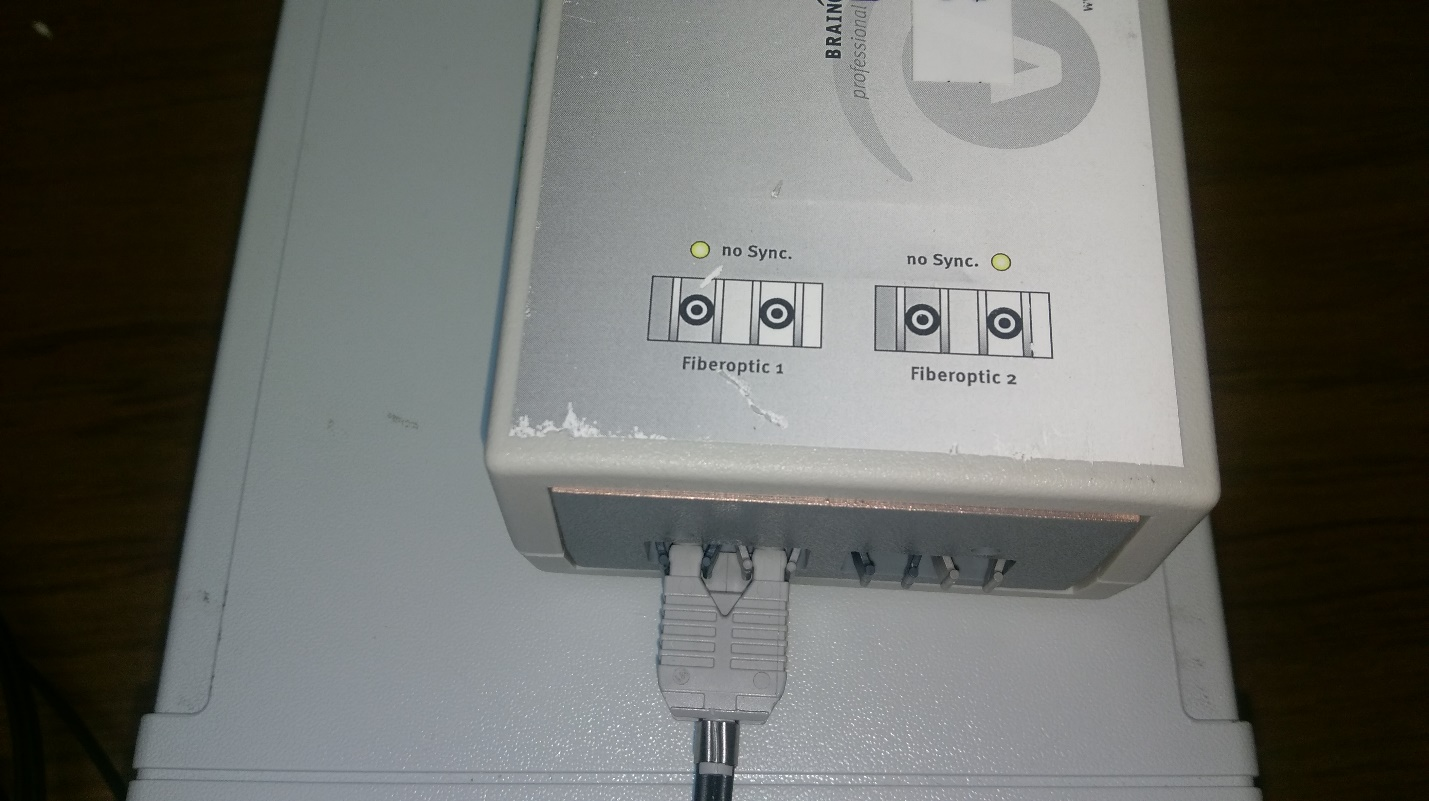 BRAIN
professional
no Sync.
no Sync.
Fiberoptic 1
Fiberoptic 2